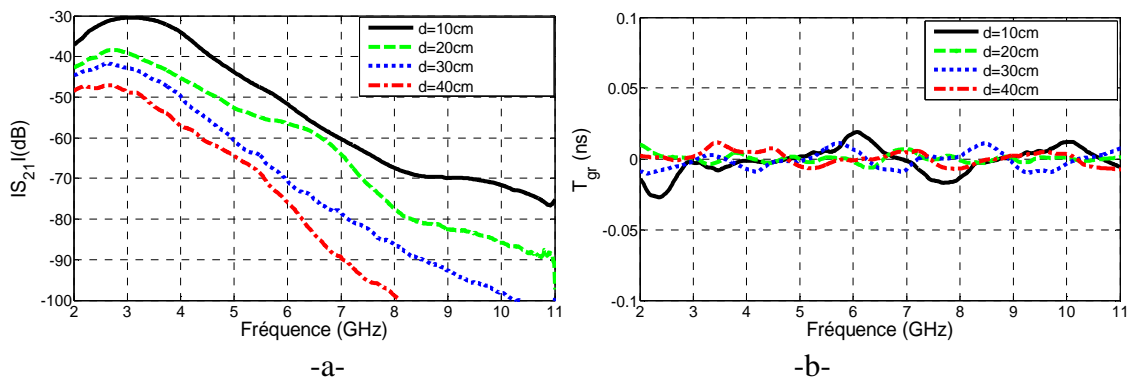 -30
-40
-50
-60
-70
-80
-90
-100
IS21I(dB)
2 3 4 5 6 7 8 9 10 11
Fréquence (GHz)
d=10cm
d=20cm
d=30cm
d=40cm
-a-
0.1
0.05
0
-0.05
-0.1
Tgr (ns)
2 3 4 5 6 7 8 9 10 11
Fréquence (GHz)
d=10cm
d=20cm
d=30cm
d=40cm
-b-